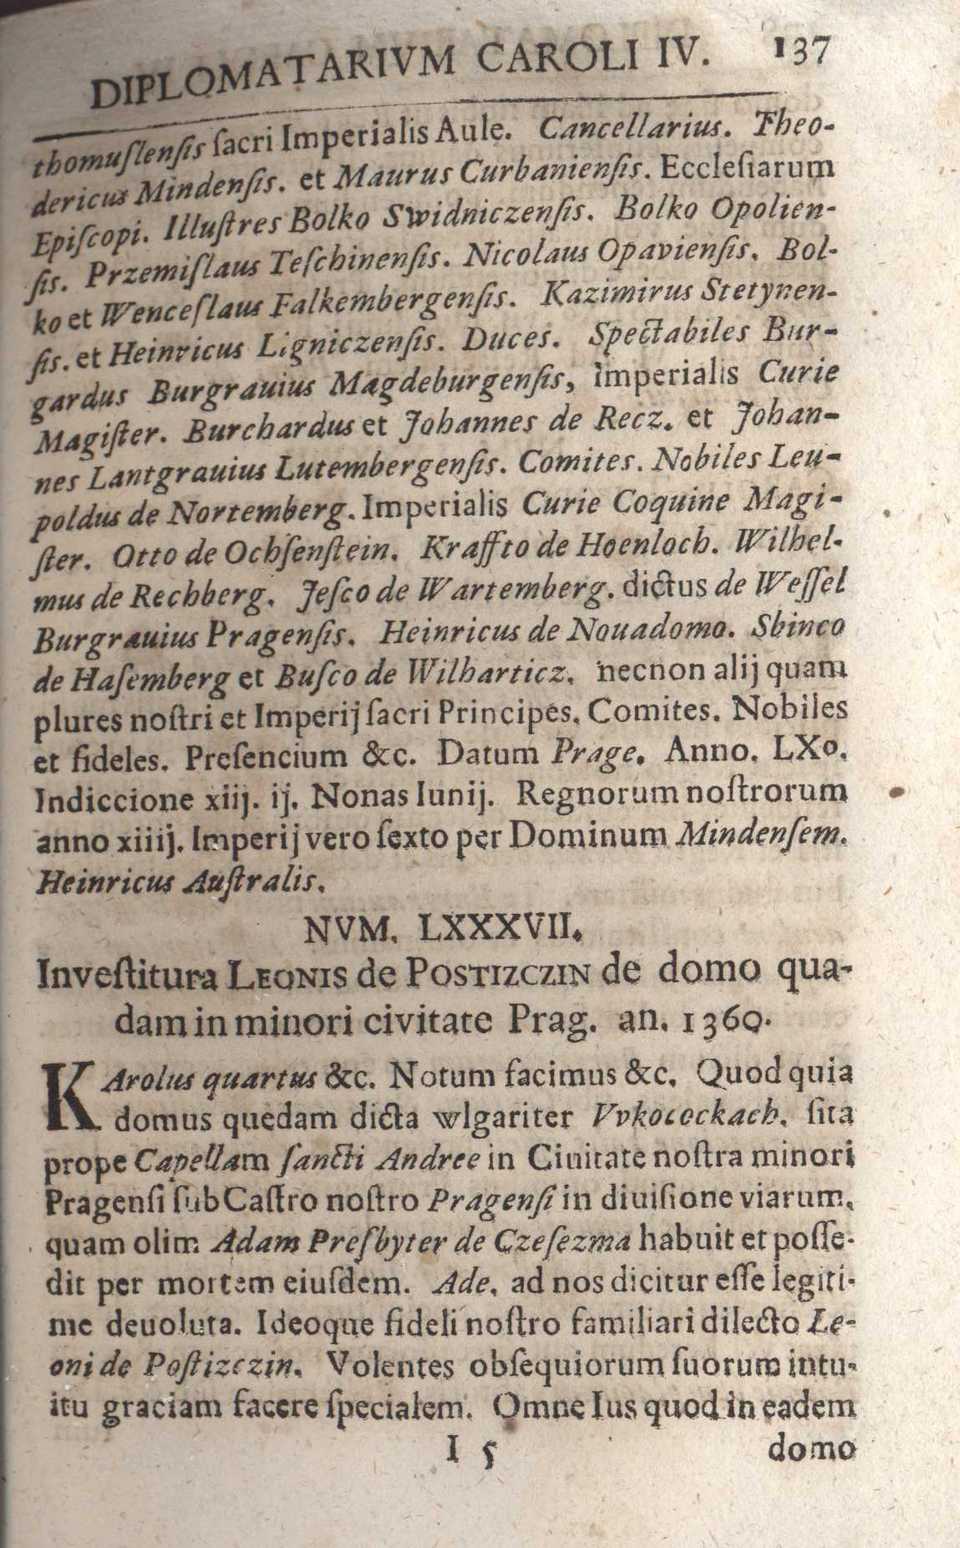 DIPLOMATARIVM CAROLI IV. 137
thomuſlenſis ſacri Imperialis Aule. Cancellarius. Theo-
dericus Mindenſis. et Maurus Curbanienſis. Eccleſiarum
Epiſcopi. Illuſtres Bolko Swidniczenſis. Bolko Opolien-
ſis. Przemiſlaus Teſchinenſis. Nicolaus Opavienſis. Bol-
ko et Wenceſlaus Falkembergenſis. Kazimirus Stetynen-
ſis. et Heinricus Ligniczenſis. Duces. Spectabiles Bur-
gardus Burgrauius Magdeburgenſis, imperialis Curie
Magiſter. Burchardus et Johannes de Recz. et Johan-
nes Lantgrauius Lutembergenſis. Comites. Nobiles Leu-
poldus de Nortemberg. Imperialis Curie Coquine Magi-
ſter. Otto de Ochſenſtein. Kraffto de Hoenloch. Wilhel-
mus de Rechberg. Jeſco de Wartemberg. dictus de Weſſel
Burgrauius Pragenſis. Heinricus de Nouadomo. Sbinco
de Haſemberg et Buſco de Wilharticz. necnon alij quam
plures noſtri et Imperij ſacri Principes. Comites. Nobiles
et fideles. Preſencium &c. Datum Prage. Anno. LXo.
Indiccione xiij. ij. Nonas Iunij. Regnorum noſtrorum
anno xiiij. Imperij vero ſexto per Dominum Mindenſem.
Heinricus Auſtralis.
NVM. LXXXVII.
Inveſtitura LEONIS de POSTIZCZIN de domo qua-
dam in minori civitate Prag. an. 1360.
KArolus quartus &c. Notum facimus &c. Quod quia
domus quedam dicta wlgariter Vvkocockach. ſita
prope Capellam ſancti Andree in Ciuitate noſtra minori
Pragenſi ſub Caſtro noſtro Pragenſi in diuiſione viarum.
quam olim Adam Preſbyter de Czeſezma habuit et poſſe-
dit per mortem eiuſdem. Ade. ad nos dicitur eſſe legiti-
me deuoluta. Ideoque fideli noſtro familiari dilecto Le-
oni de Poſtizczin. Volentes obſequiorum ſuorum intu-
itu graciam facere ſpecialem. Omne Ius quod in eadem
I 5 domo